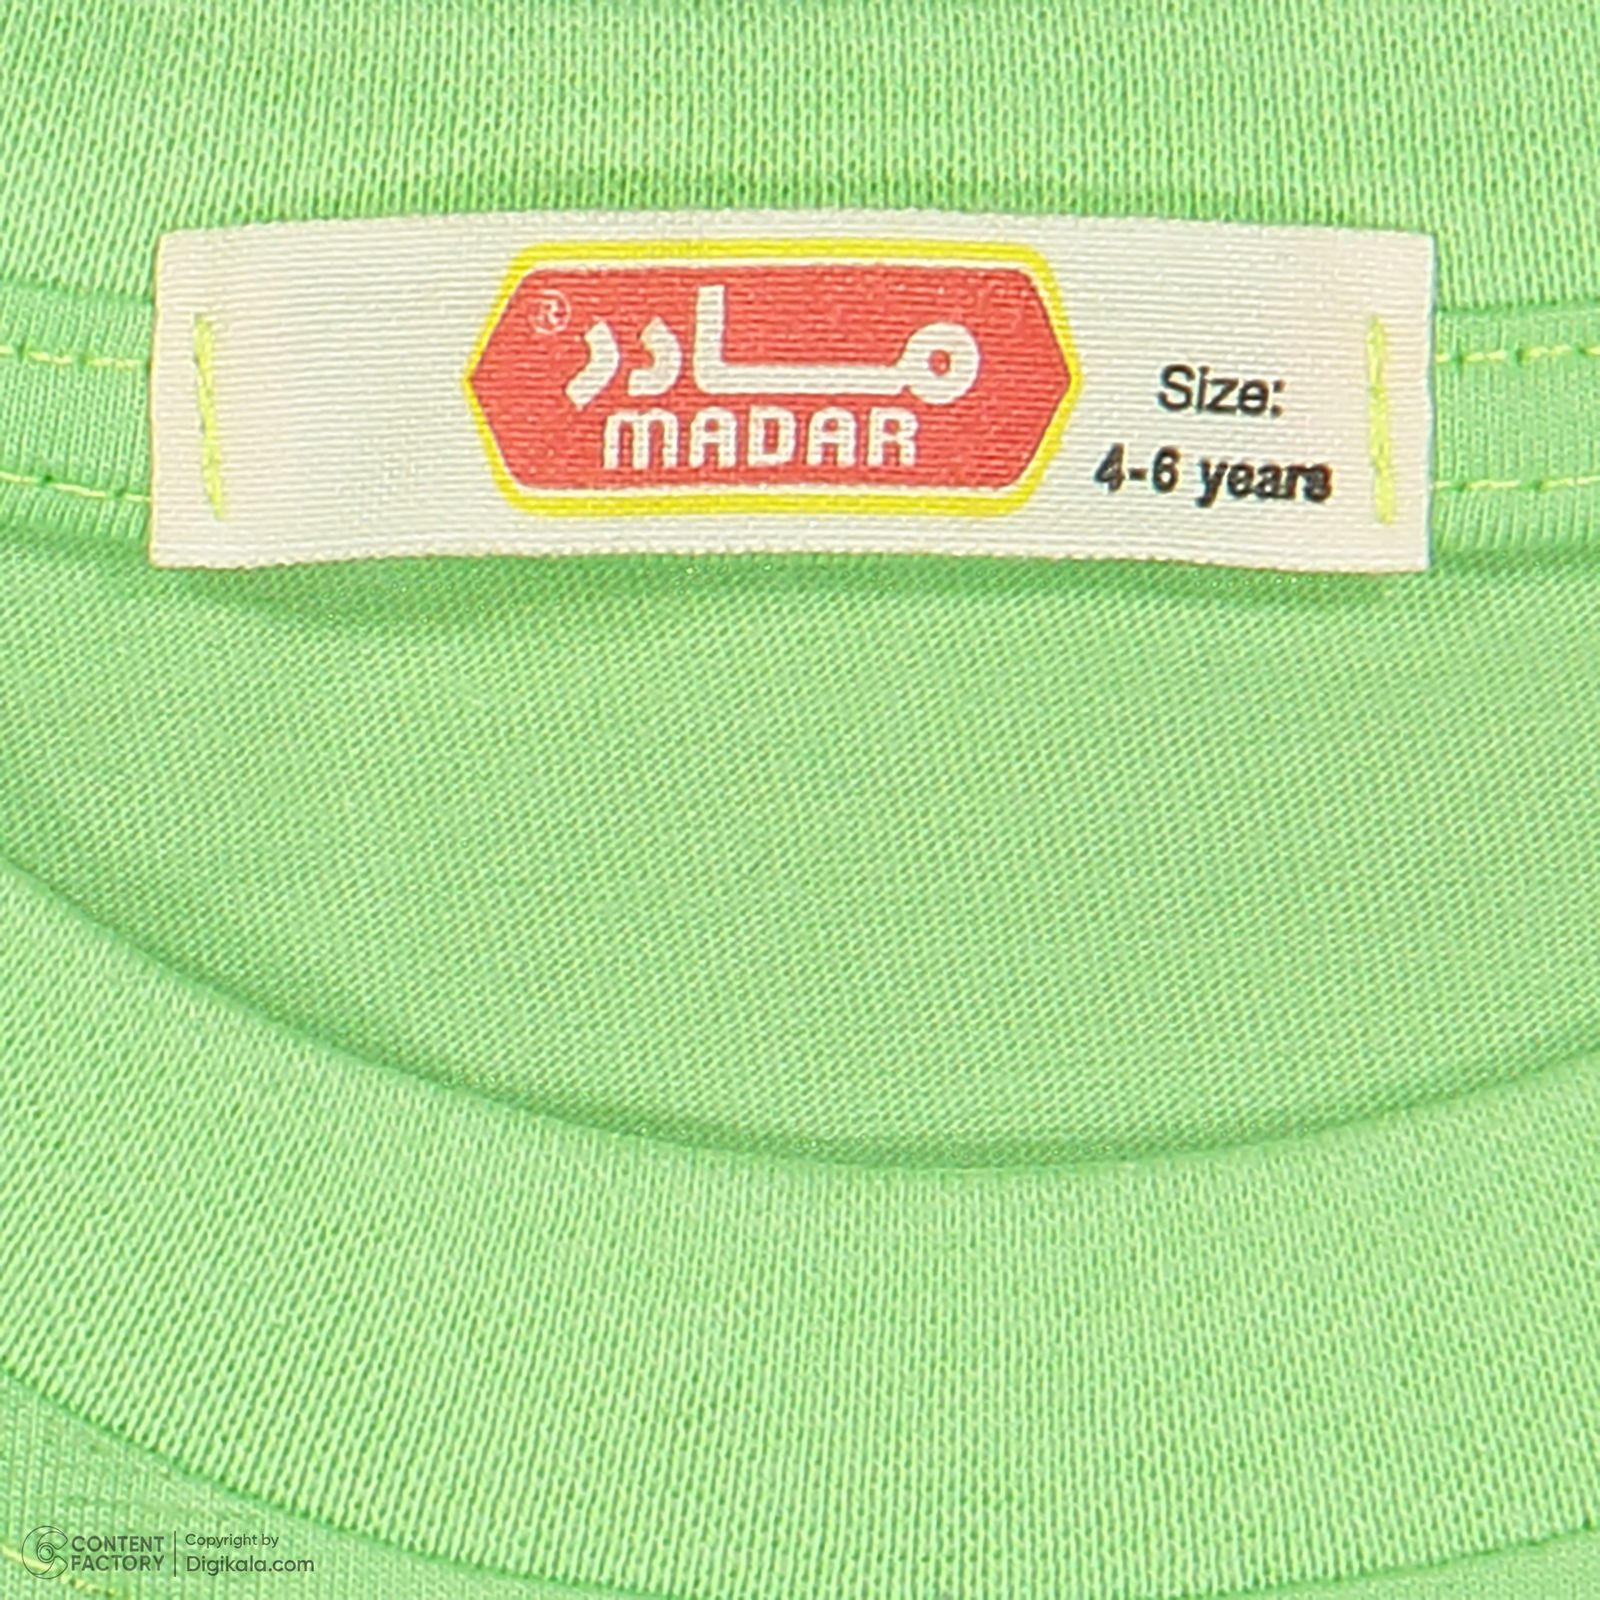 مادر ®
MADAR
Size:
4-6 years
CONTENT FACTORY
Copyright by
Digikala.com